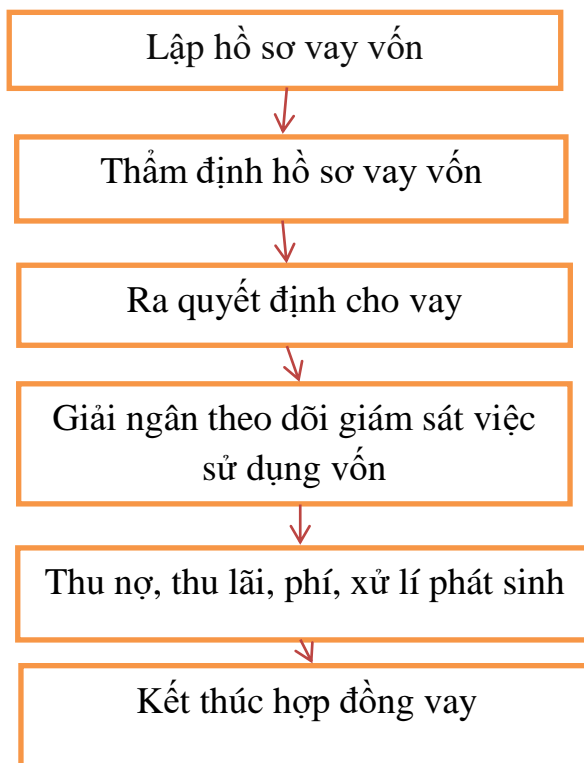 Lập hồ sơ vay vốn
Thẩm định hồ sơ vay vốn
Ra quyết định cho vay
Giải ngân theo dõi giám sát việc
sử dụng vốn
Thu nợ, thu lãi, phí, xử lí phát sinh
Kết thúc hợp đồng vay